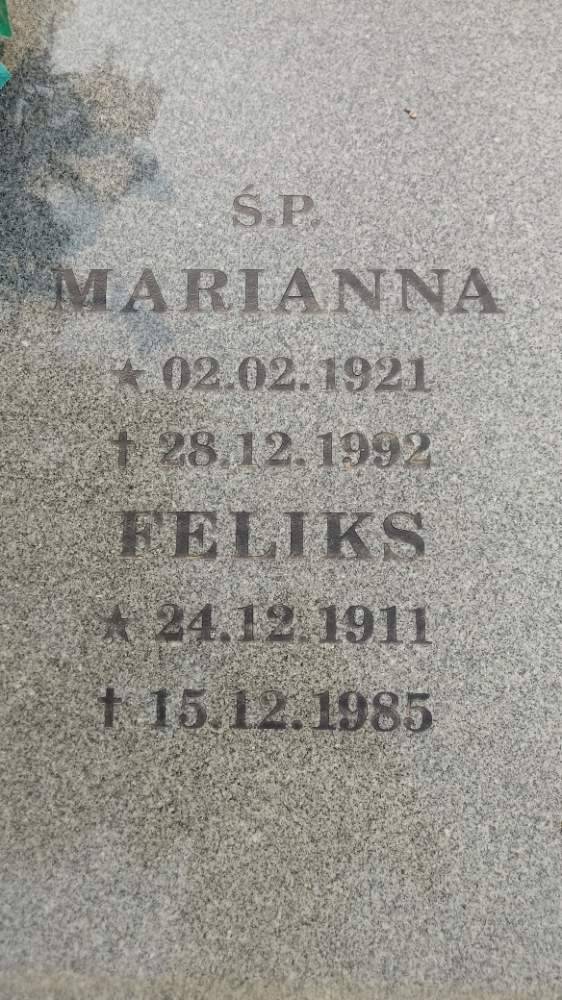 Ś.P.
MARIANNA
★ 02.02.1921
† 28.12.1992
FELIKS
★ 24.12.1911
† 15.12.1985